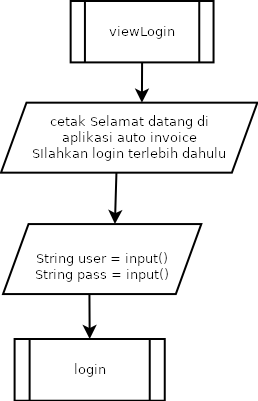 viewLogin
cetak Selamat datang di
aplikasi auto invoice
SIlahkan login terlebih dahulu
String user = input()
String pass = input()
login